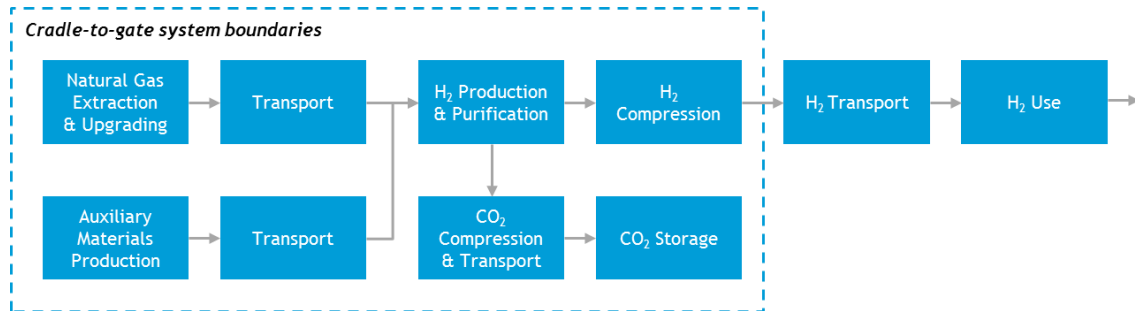 Cradle-to-gate system boundaries
Natural Gas
Extraction
& Upgrading
Transport
H₂ Production
& Purification
H₂
Compression
H₂ Transport
H₂ Use
Auxiliary
Materials
Production
Transport
CO₂
Compression
& Transport
CO₂ Storage